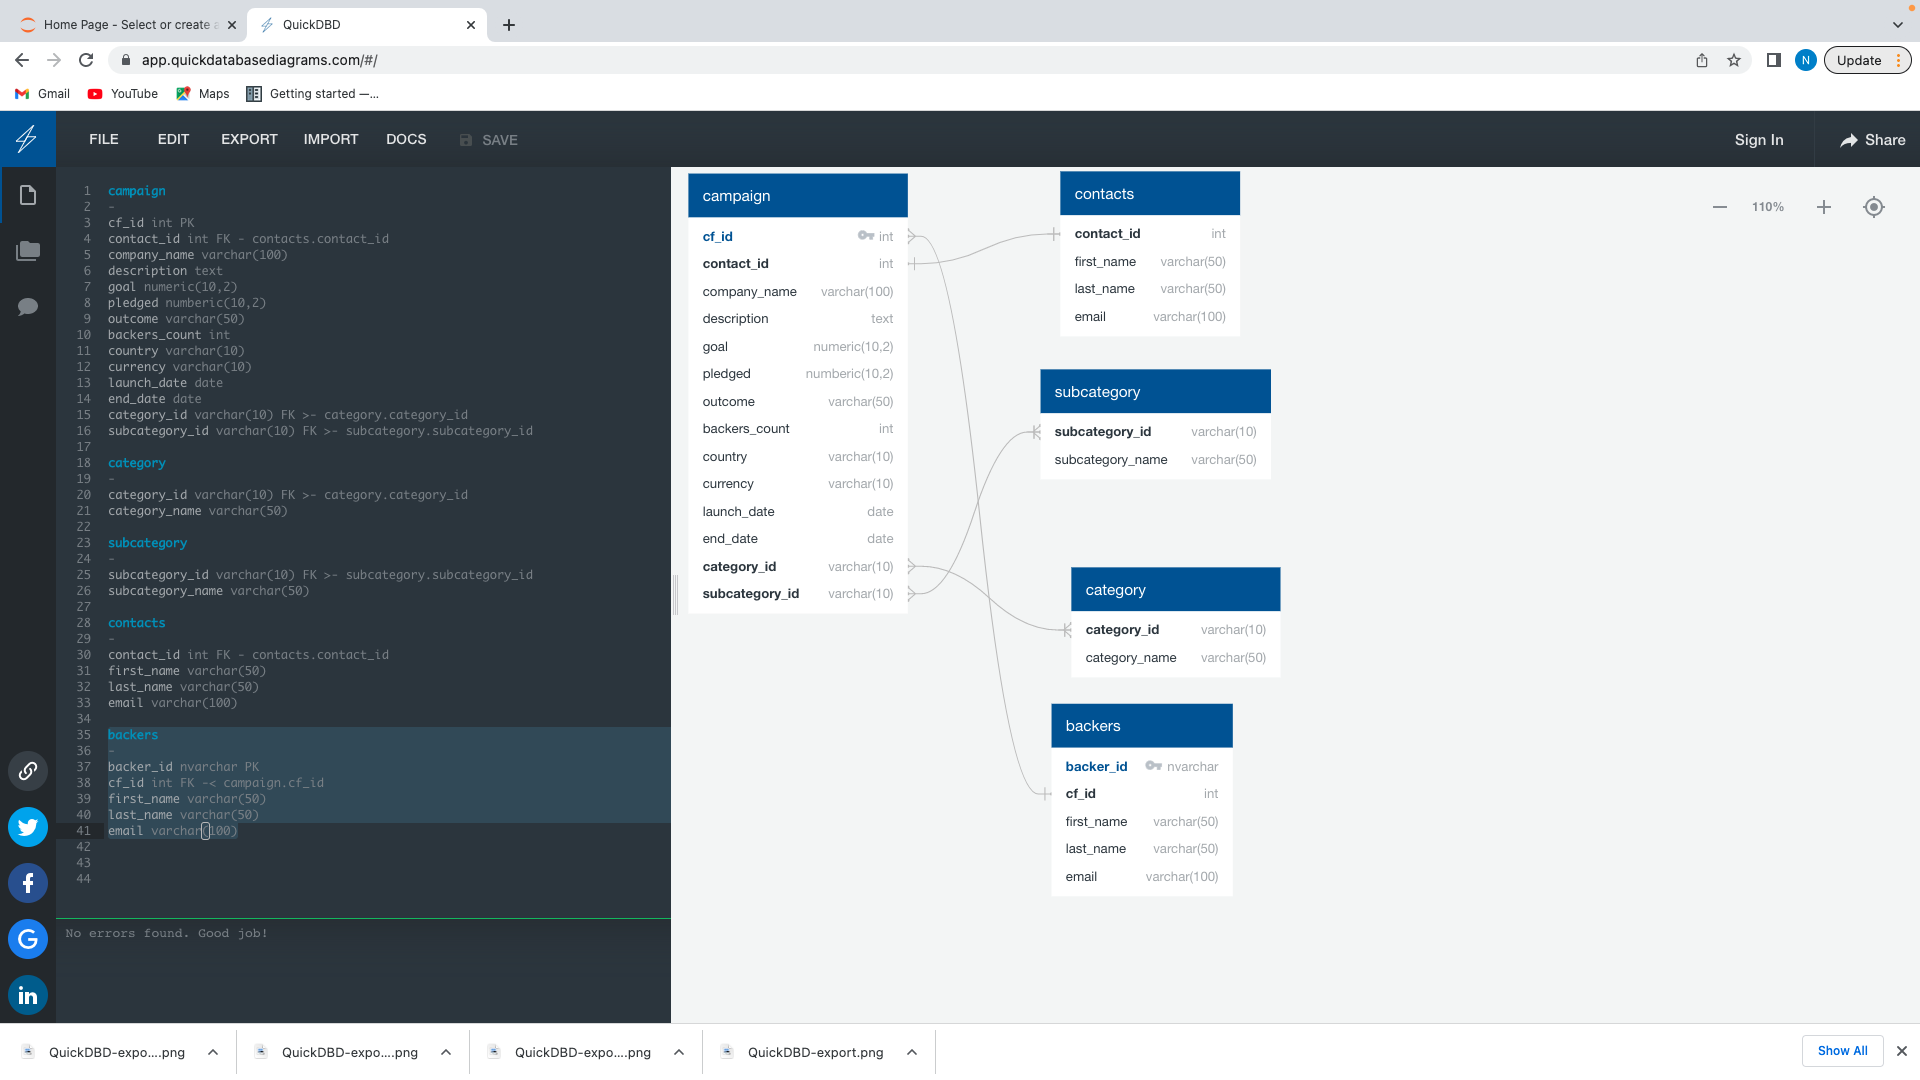 Home Page - Select or create a
QuickDBD
app.quickdatabasediagrams.com/#/
N
Update
Gmail
YouTube
Maps
Getting started —...
FILE
EDIT
EXPORT
IMPORT
DOCS
SAVE
Sign In
Share
1 campaign
2 -
3 cf_id int PK
4 contact_id int FK - contacts.contact_id
5 company_name varchar(100)
6 description text
7 goal numeric(10,2)
8 pledged numberic(10,2)
9 outcome varchar(50)
10 backers_count int
11 country varchar(10)
12 currency varchar(10)
13 launch_date date
14 end_date date
15 category_id varchar(10) FK >- category.category_id
16 subcategory_id varchar(10) FK >- subcategory.subcategory_id
17
18 category
19 -
20 category_id varchar(10) FK >- category.category_id
21 category_name varchar(50)
22
23 subcategory
24 -
25 subcategory_id varchar(10) FK >- subcategory.subcategory_id
26 subcategory_name varchar(50)
27
28 contacts
29 -
30 contact_id int FK - contacts.contact_id
31 first_name varchar(50)
32 last_name varchar(50)
33 email varchar(100)
34
35 backers
36 -
37 backer_id nvarchar PK
38 cf_id int FK -< campaign.cf_id
39 first_name varchar(50)
40 last_name varchar(50)
41 email varchar(100)
42
43
44
No errors found. Good job!
campaign
cf_id int
contact_id int
company_name varchar(100)
description text
goal numeric(10,2)
pledged numberic(10,2)
outcome varchar(50)
backers_count int
country varchar(10)
currency varchar(10)
launch_date date
end_date date
category_id varchar(10)
subcategory_id varchar(10)
contacts
contact_id int
first_name varchar(50)
last_name varchar(50)
email varchar(100)
subcategory
subcategory_id varchar(10)
subcategory_name varchar(50)
category
category_id varchar(10)
category_name varchar(50)
backers
backer_id nvarchar
cf_id int
first_name varchar(50)
last_name varchar(50)
email varchar(100)
110%
QuickDBD-expo....png
QuickDBD-expo....png
QuickDBD-expo....png
QuickDBD-export.png
Show All